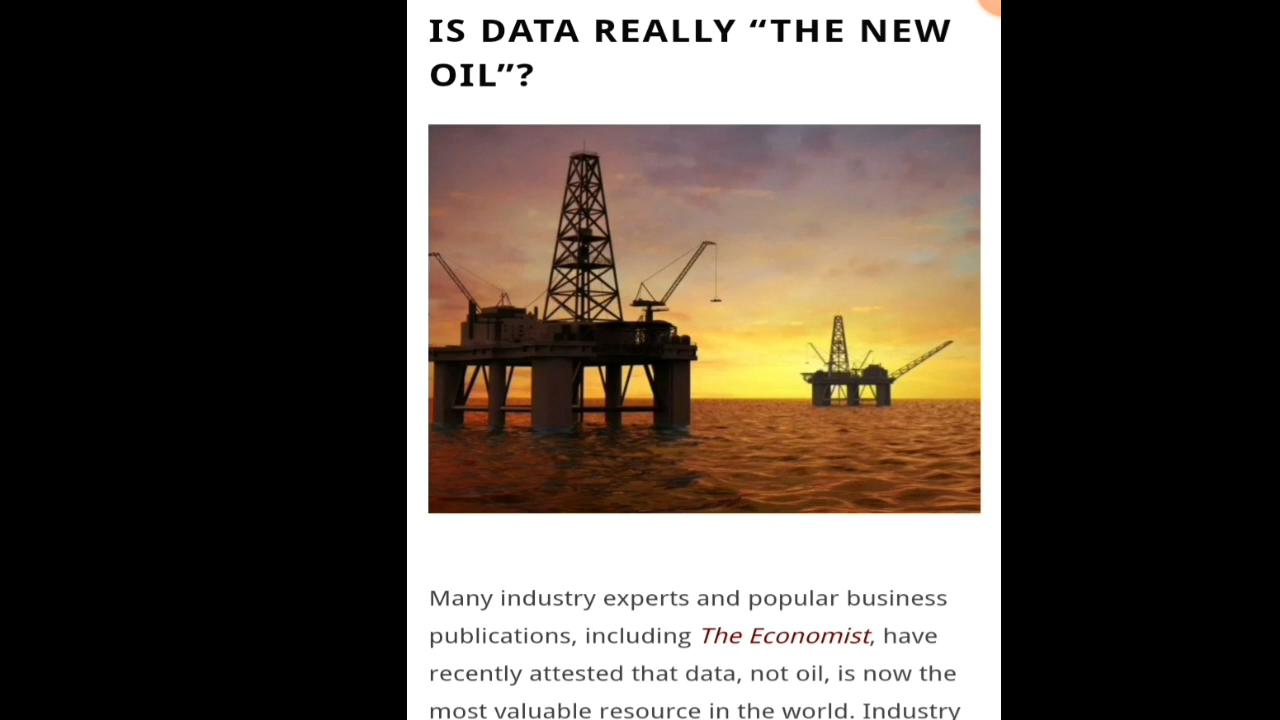 IS DATA REALLY “THE NEW
OIL”?
Many industry experts and popular business
publications, including The Economist, have
recently attested that data, not oil, is now the
most valuable resource in the world. Industry